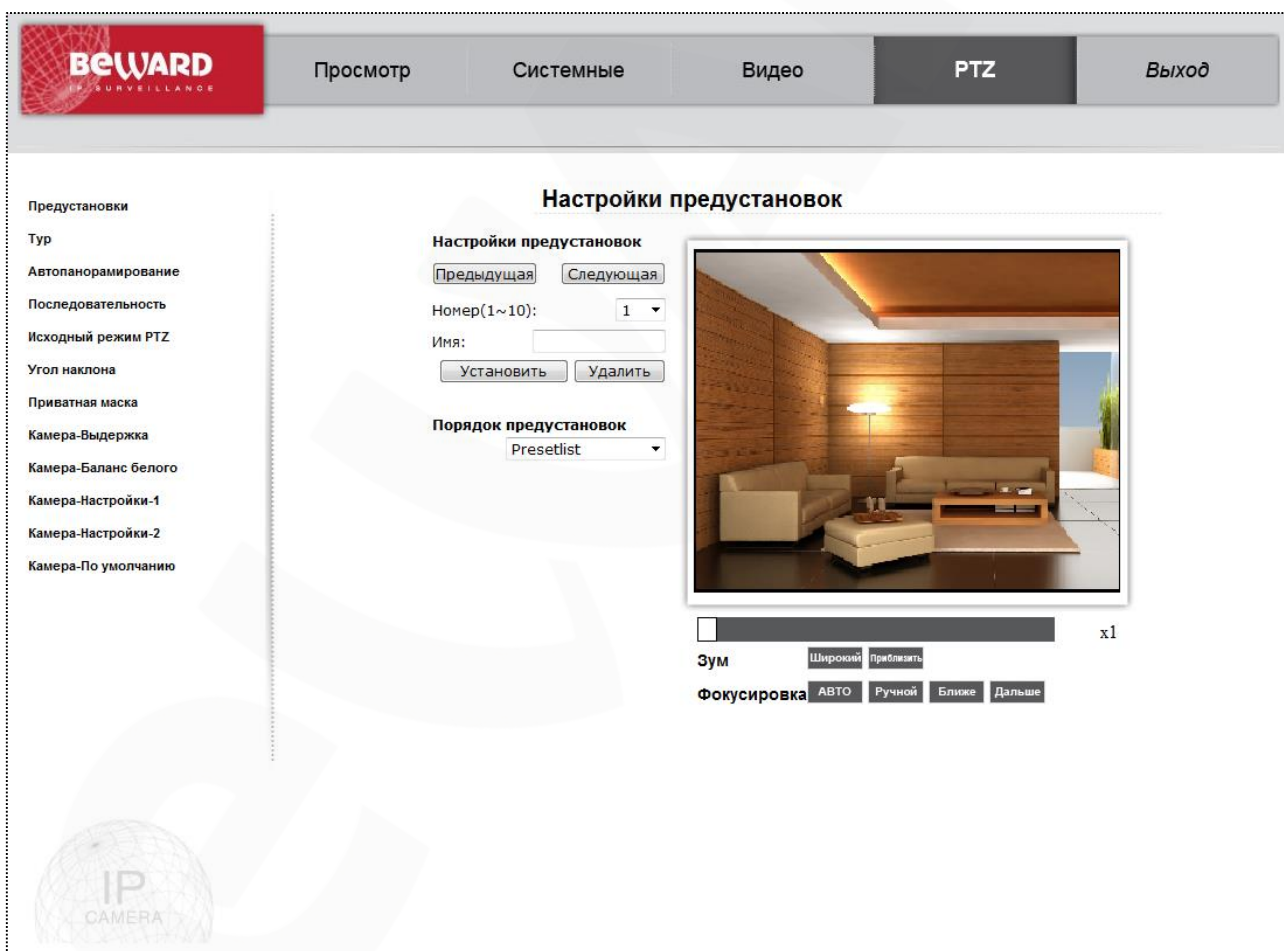 BEWARD
IP SURVEILLANCE
Просмотр
Системные
Видео
PTZ
Выход
Предустановки
Тур
Автопанорамирование
Последовательность
Исходный режим PTZ
Угол наклона
Приватная маска
Камера-Выдержка
Камера-Баланс белого
Камера-Настройки-1
Камера-Настройки-2
Камера-По умолчанию
Настройки предустановок
Настройки предустановок
Предыдущая Следующая
Номер(1~10): 1
Имя:
Установить Удалить
Порядок предустановок
Presetlist
x1
Зум Широкий Приблизить
Фокусировка АВТО Ручной Ближе Дальше
IP
CAMERA